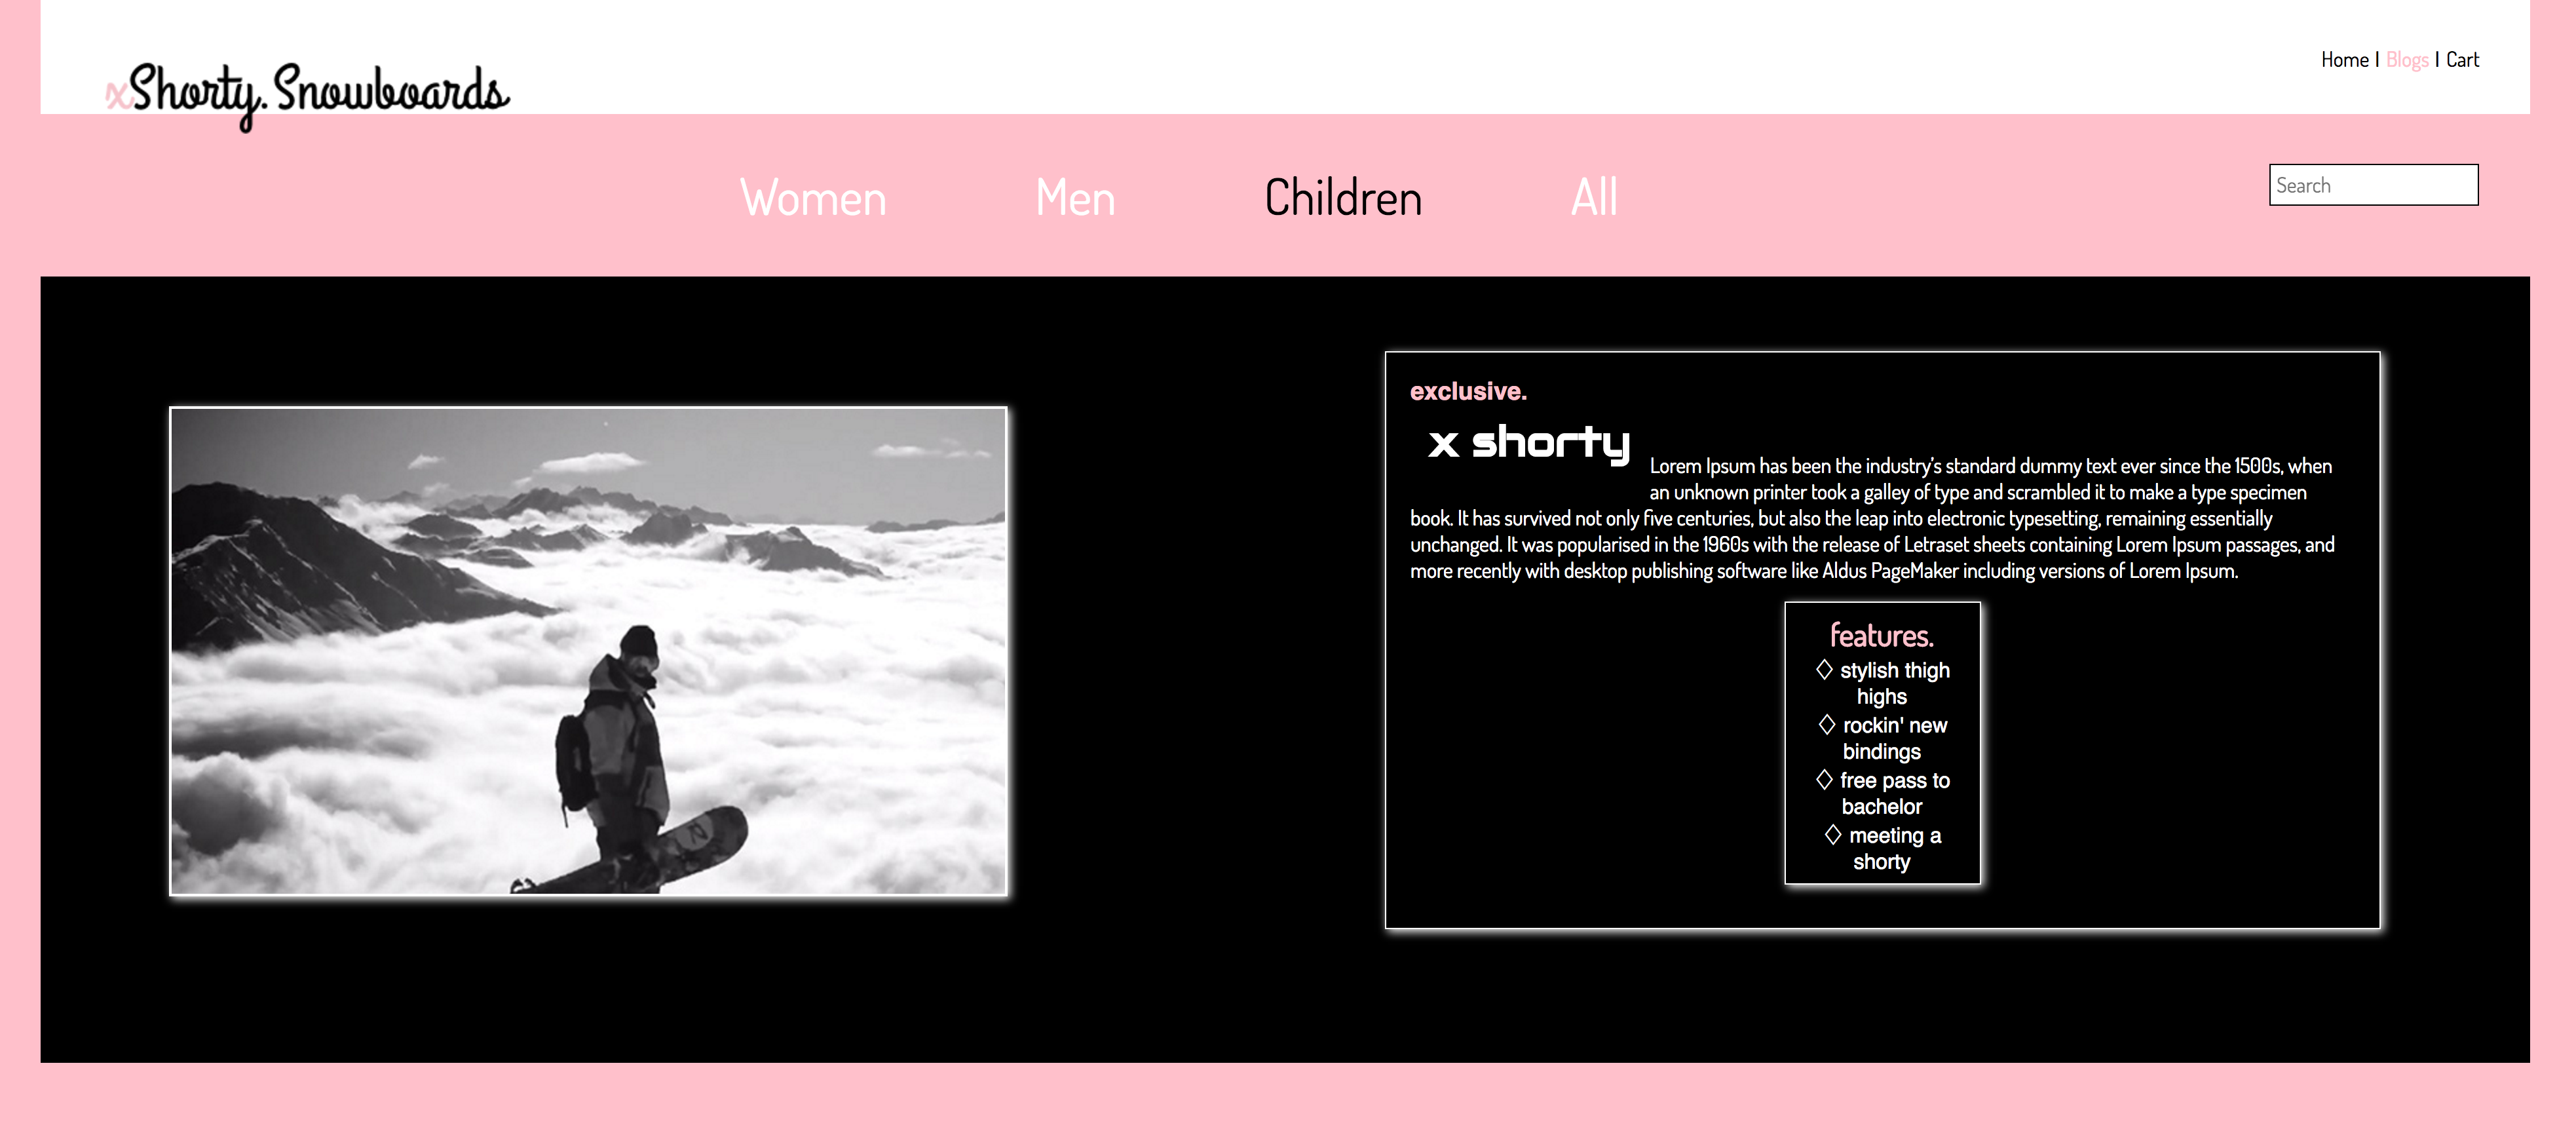 xShorty. Snowboards
Home | Blogs | Cart
Women Men Children All
Search
exclusive.
x shorty
Lorem Ipsum has been the industry's standard dummy text ever since the 1500s, when
an unknown printer took a galley of type and scrambled it to make a type specimen
book. It has survived not only five centuries, but also the leap into electronic typesetting, remaining essentially
unchanged. It was popularised in the 1960s with the release of Letraset sheets containing Lorem Ipsum passages, and
more recently with desktop publishing software like Aldus PageMaker including versions of Lorem Ipsum.
features.
◇ stylish thigh
highs
◇ rockin' new
bindings
◇ free pass to
bachelor
◇ meeting a
shorty